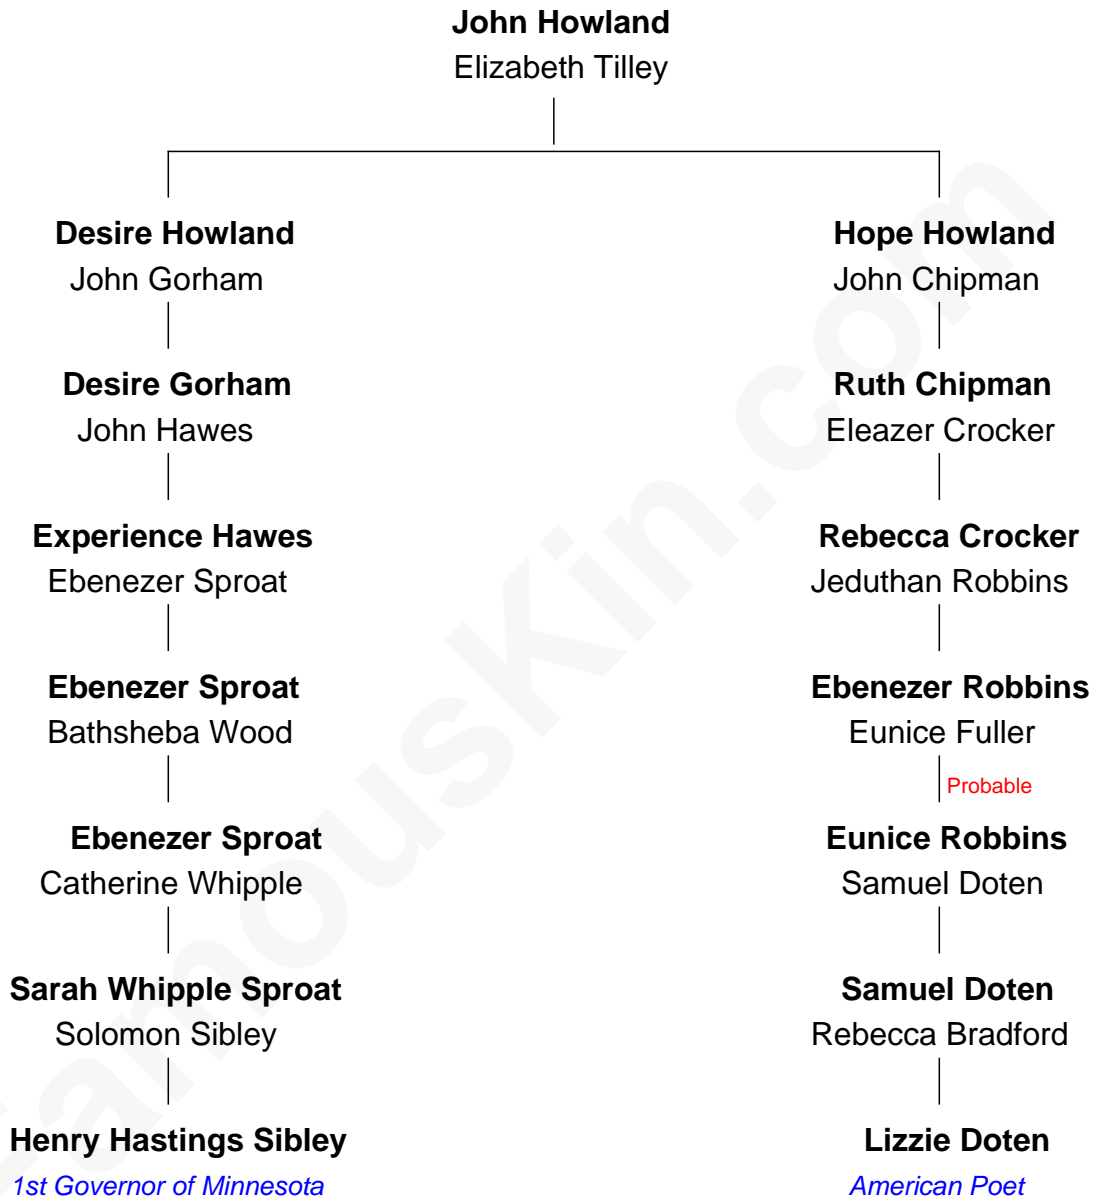 John Howland
Elizabeth Tilley
Desire Howland
John Gorham
Hope Howland
John Chipman
Desire Gorham
John Hawes
Ruth Chipman
Eleazer Crocker
Experience Hawes
Ebenezer Sproat
Rebecca Crocker
Jeduthan Robbins
Ebenezer Sproat
Bathsheba Wood
Ebenezer Robbins
Eunice Fuller
Probable
Ebenezer Sproat
Catherine Whipple
Eunice Robbins
Samuel Doten
Sarah Whipple Sproat
Solomon Sibley
Samuel Doten
Rebecca Bradford
Henry Hastings Sibley
1st Governor of Minnesota
Lizzie Doten
American Poet
FamousKin.com